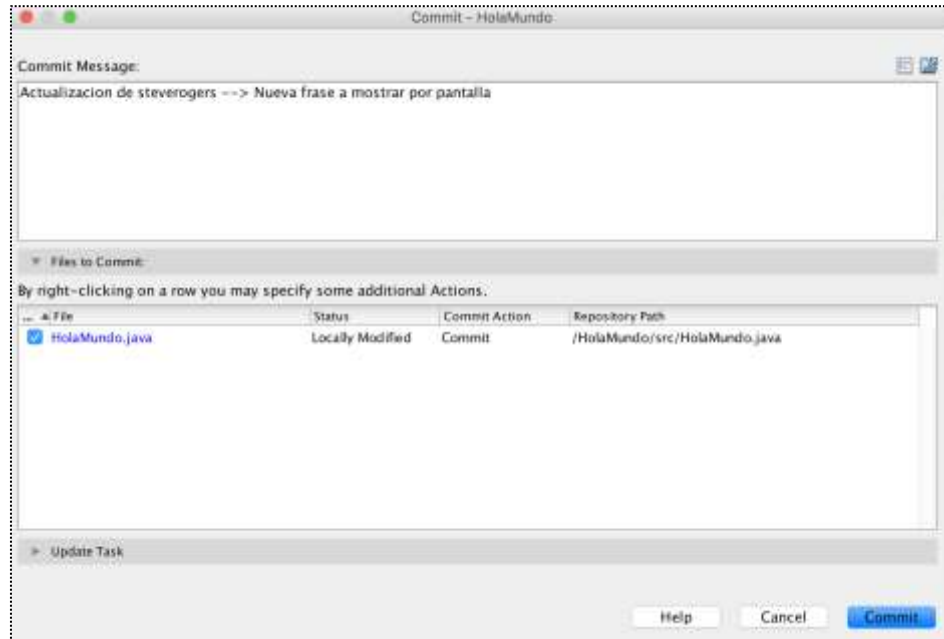 Commit - HolaMundo
Commit Message:
Actualizacion de steverogers --> Nueva frase a mostrar por pantalla
Files to Commit
By right-clicking on a row you may specify some additional Actions.
... File Status Commit Action Repository Path
HolaMundo.java Locally Modified Commit /HolaMundo/src/HolaMundo.java
Update Task
Help Cancel Commit